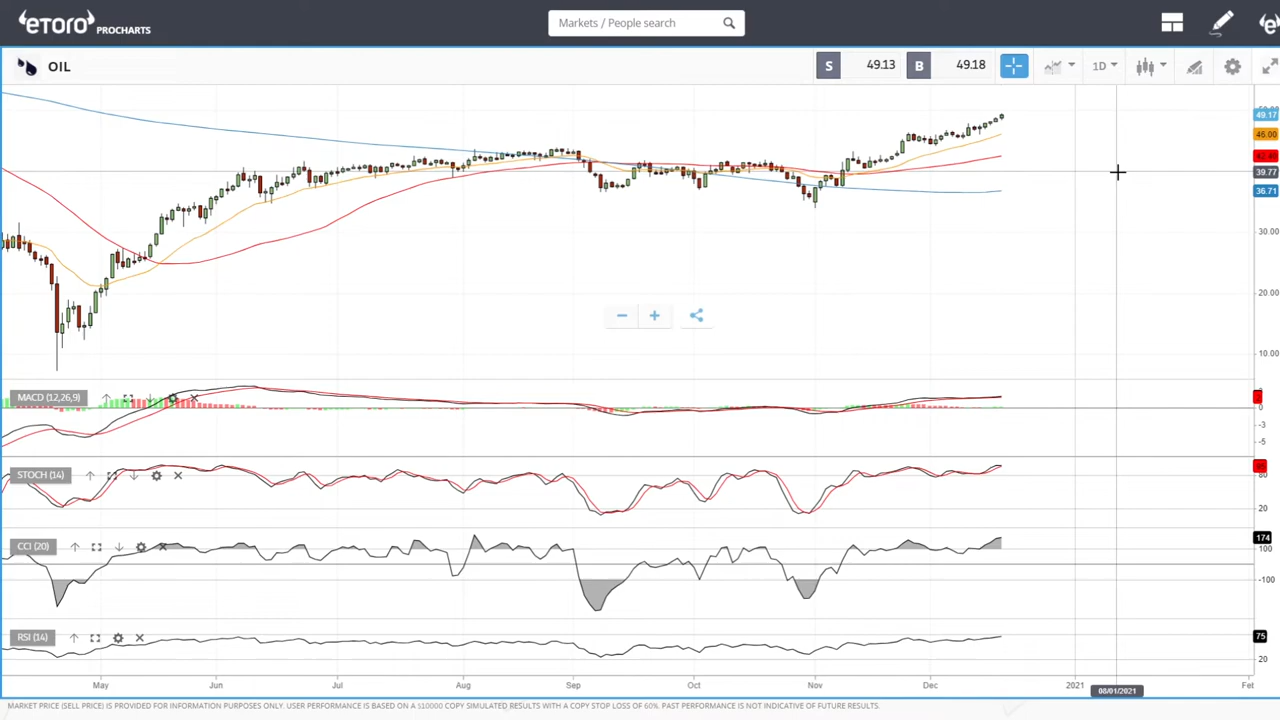 eTORO PROCHARTS
Markets / People search
OIL
S 49.13 B 49.18 1D
49.17
46.00
39.77
36.71
30.00
20.00
10.00
MACD (12,26,9)
0
-3
-5
STOCH (14)
80
20
CCI (20)
174
100
-100
RSI (14)
75
20
May Jun Jul Aug Sep Oct Nov Dec 2021 Fet
08/01/2021
MARKET PRICE (SELL PRICE) IS PROVIDED FOR INFORMATION PURPOSES ONLY. USER PERFORMANCE IS BASED ON A $10000 COPY SIMULATED RESULTS WITH A COPY STOP LOSS OF 60%. PAST PERFORMANCE IS NOT INDICATIVE OF FUTURE RESULTS.